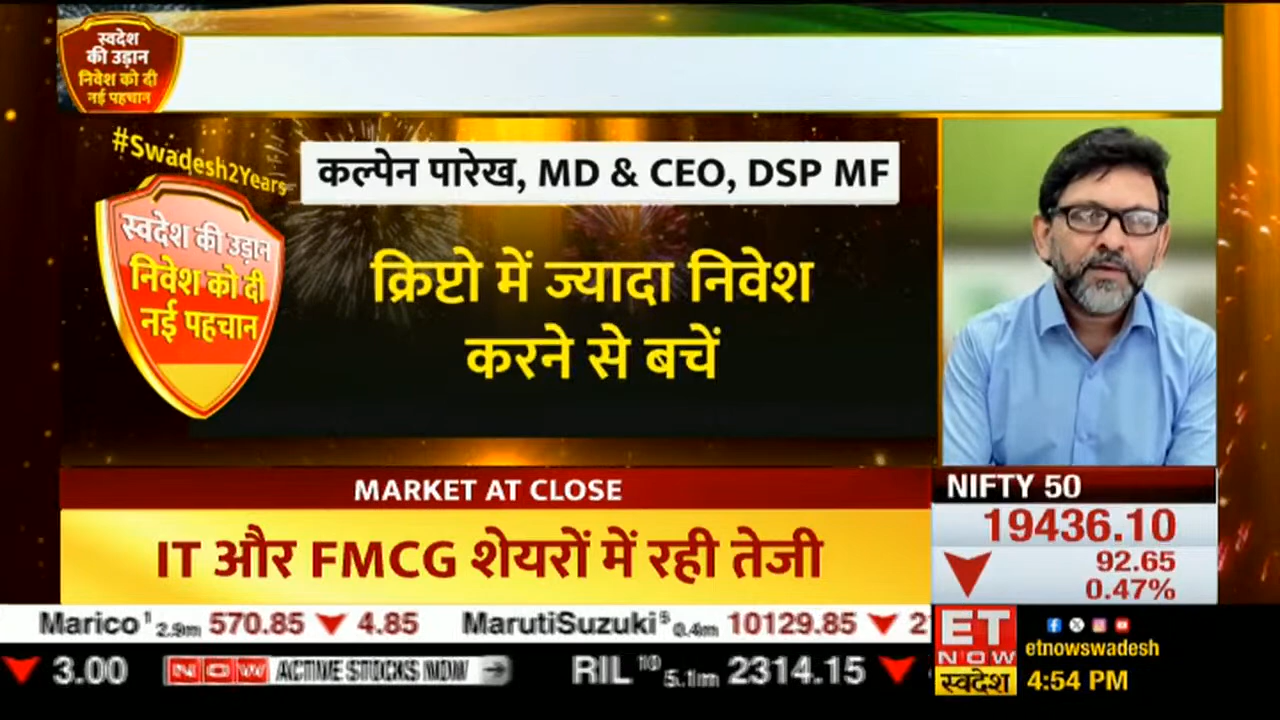 स्वदेश
की उड़ान
निवेश को दी
नई पहचान
#Swadesh2Years
स्वदेश की उड़ान
निवेश को दी
नई पहचान
कल्पेन पारेख, MD & CEO, DSP MF
क्रिप्टो में ज्यादा निवेश
करने से बचें
MARKET AT CLOSE
IT और FMCG शेयरों में रही तेजी
NIFTY 50
19436.10
92.65
0.47%
Marico 1 2.9m 570.85 4.85 MarutiSuzuki 5 0.4m 10129.85
3.00 NOW ACTIVE STOCKS NOW RIL 10 5.1m 2314.15
ET
NOW
स्वदेश
etnowswadesh
4:54 PM